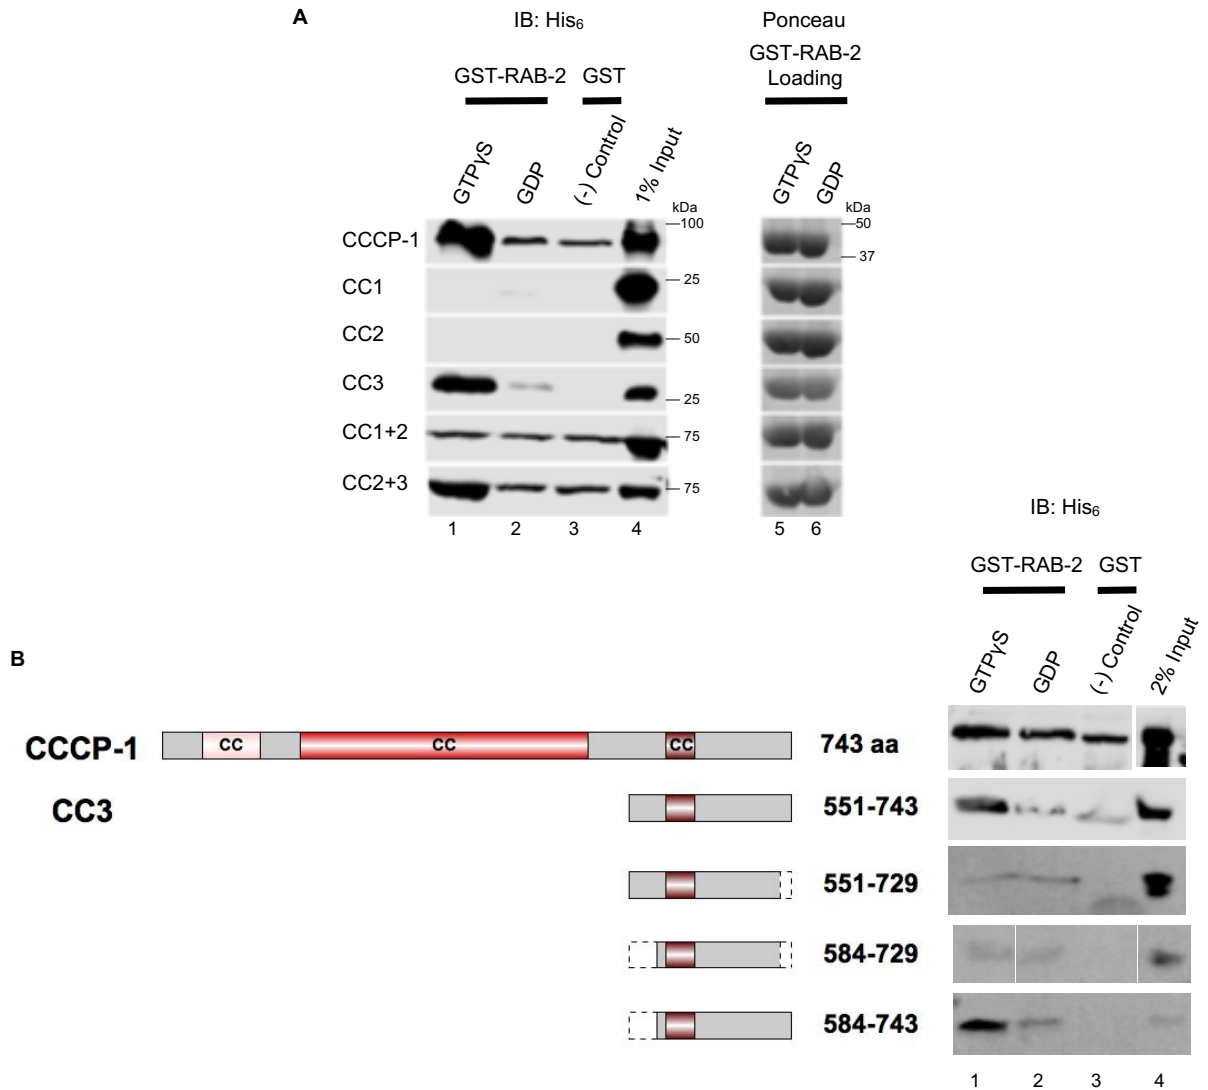 A
IB: His6
Ponceau
GST-RAB-2
Loading
GST-RAB-2 GST
GTPγS GDP (-) Control 1% Input
GTPγS GDP
kDa
kDa
CCCP-1
100
50
37
CC1
25
CC2
50
CC3
25
CC1+2
75
CC2+3
75
1 2 3 4
5 6
IB: His6
GST-RAB-2 GST
GTPγS GDP (-) Control 2% Input
B
CCCP-1 CC CC CC 743 aa
CC3 551-743
551-729
584-729
584-743
1 2 3 4